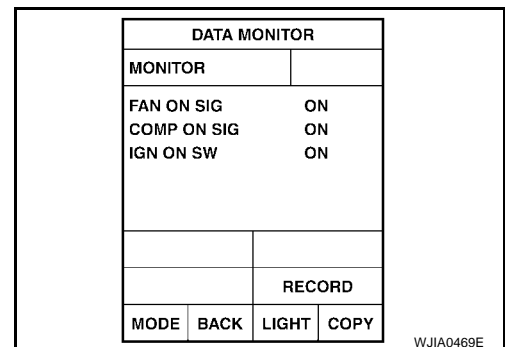 DATA MONITOR
MONITOR
FAN ON SIG ON
COMP ON SIG ON
IGN ON SW ON
RECORD
MODE BACK LIGHT COPY
WJIA0469E